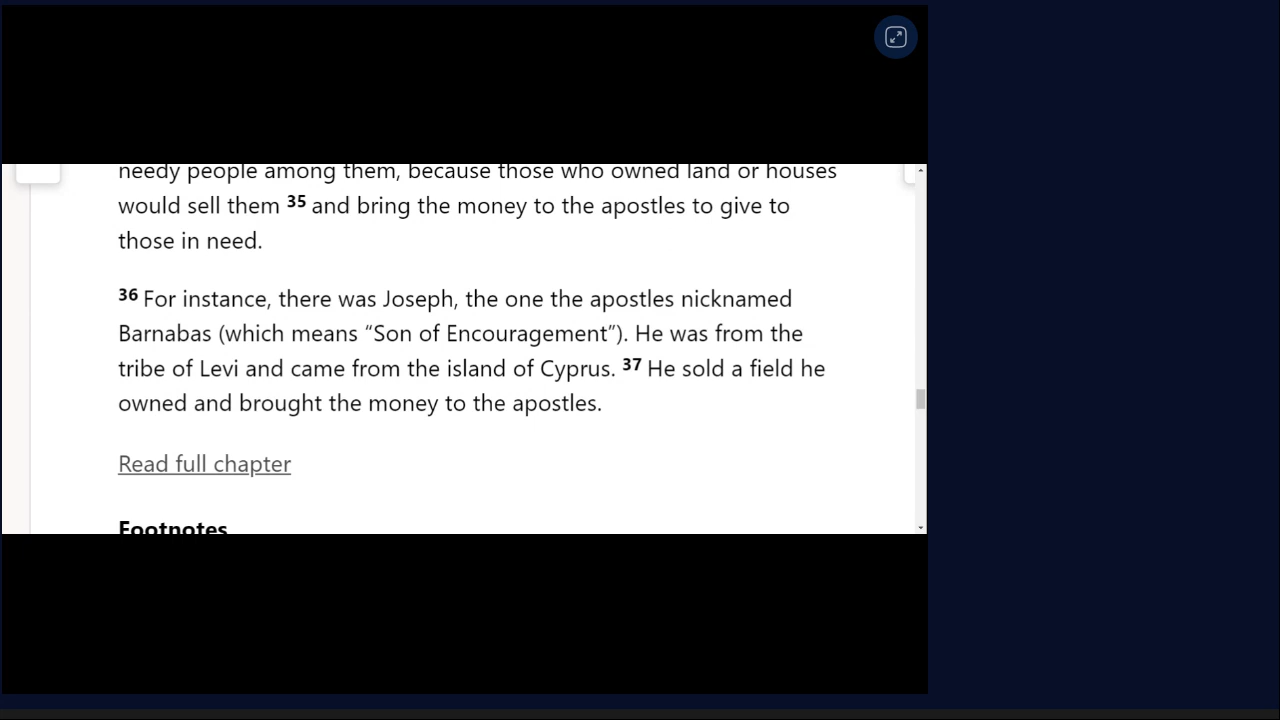 needy people among them, because those who owned land or houses
would sell them 35 and bring the money to the apostles to give to
those in need.
36 For instance, there was Joseph, the one the apostles nicknamed
Barnabas (which means “Son of Encouragement”). He was from the
tribe of Levi and came from the island of Cyprus. 37 He sold a field he
owned and brought the money to the apostles.
Read full chapter
Footnotes